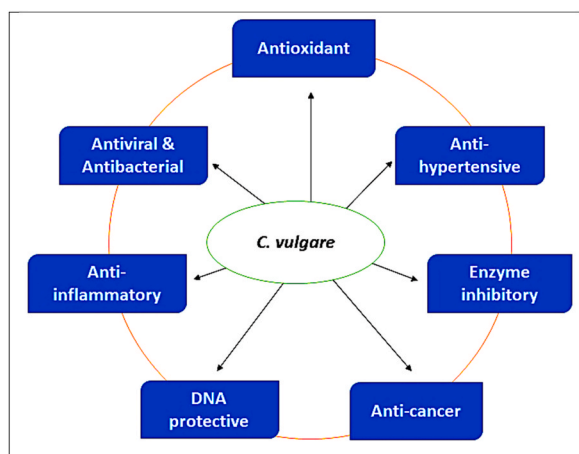 Antioxidant
Antiviral &
Antibacterial
Anti-
hypertensive
C. vulgare
Anti-
inflammatory
Enzyme
inhibitory
DNA
protective
Anti-cancer